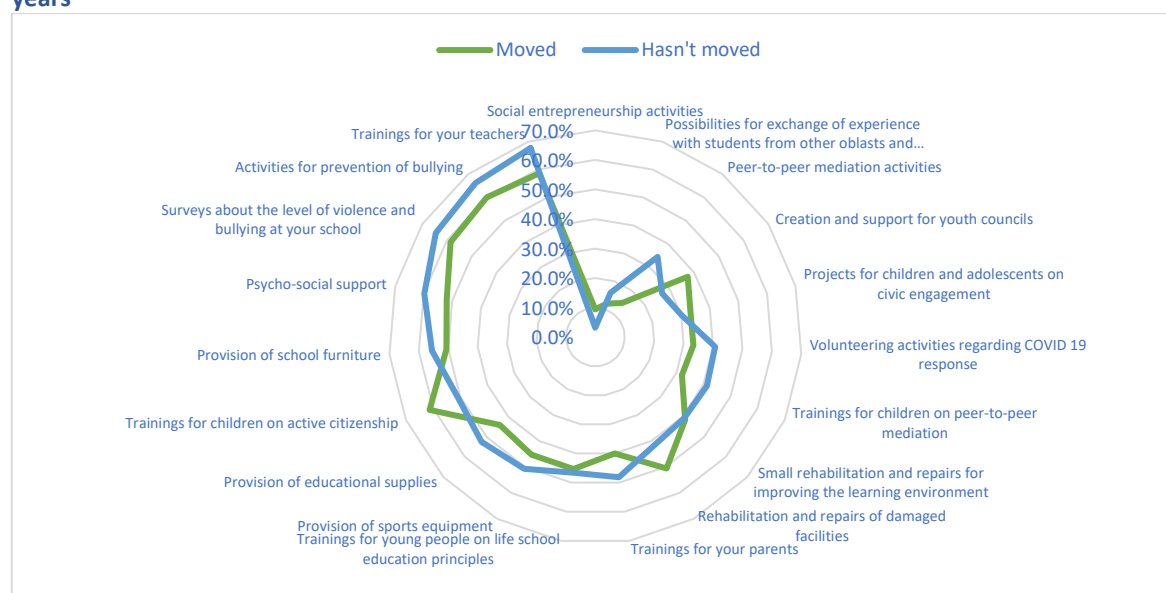 years
Moved
Hasn't moved
Social entrepreneurship activities
Possibilities for exchange of experience
with students from other oblasts and…
Peer-to-peer mediation activities
Creation and support for youth councils
Projects for children and adolescents on
civic engagement
Volunteering activities regarding COVID 19
response
Trainings for children on peer-to-peer
mediation
Small rehabilitation and repairs for
improving the learning environment
Rehabilitation and repairs of damaged
facilities
Trainings for your parents
Trainings for young people on life school
education principles
Provision of sports equipment
Provision of educational supplies
Trainings for children on active citizenship
Provision of school furniture
Psycho-social support
Surveys about the level of violence and
bullying at your school
Activities for prevention of bullying
Trainings for your teachers
70.0%
60.0%
50.0%
40.0%
30.0%
20.0%
10.0%
0.0%